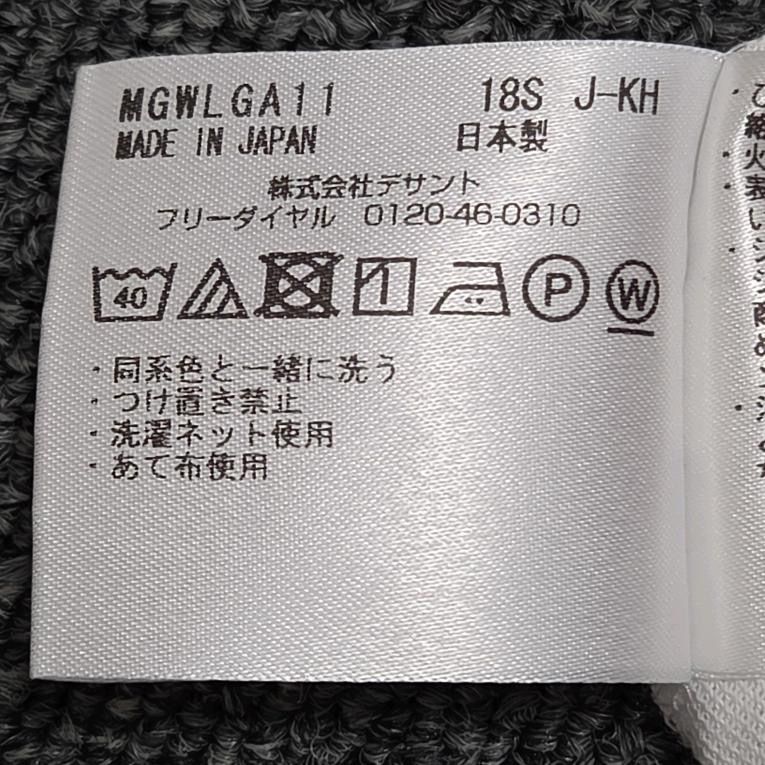 MGWLGA11 18S J-KH
MADE IN JAPAN 日本製
株式会社デサント
フリーダイヤル 0120-46-0310
40 P W
・同系色と一緒に洗う
・つけ置き禁止
・洗濯ネット使用
・あて布使用